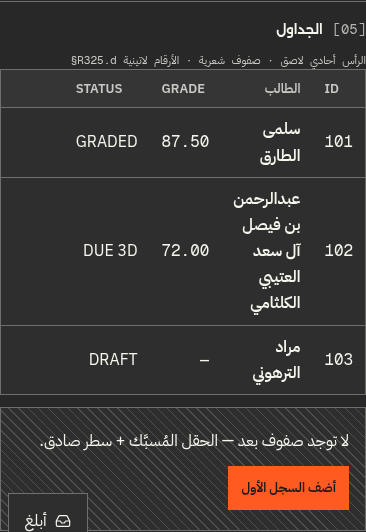 [05] الجداول
الرأس أحادي لاصق · صفوف شعرية · الأرقام لاتينية §R325.d
ID الطالب GRADE STATUS
101 سلمى الطارق 87.50 GRADED
102 عبدالرحمن بن فيصل آل سعد العتيبي الكلثامي 72.00 DUE 3D
103 مراد الترهوني — DRAFT
لا توجد صفوف بعد — الحقل المُسبَّك + سطر صادق.
أضف السجل الأول
أبلغ